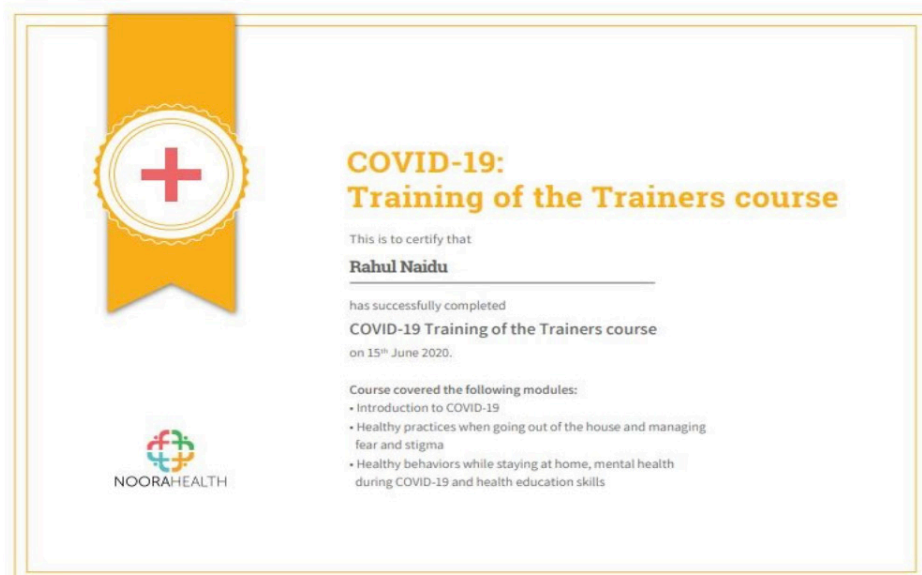 COVID-19:
Training of the Trainers course
This is to certify that
Rahul Naidu
has successfully completed
COVID-19 Training of the Trainers course
on 15th June 2020.
Course covered the following modules:
• Introduction to COVID-19
• Healthy practices when going out of the house and managing
fear and stigma
• Healthy behaviors while staying at home, mental health
during COVID-19 and health education skills
NOORAHEALTH